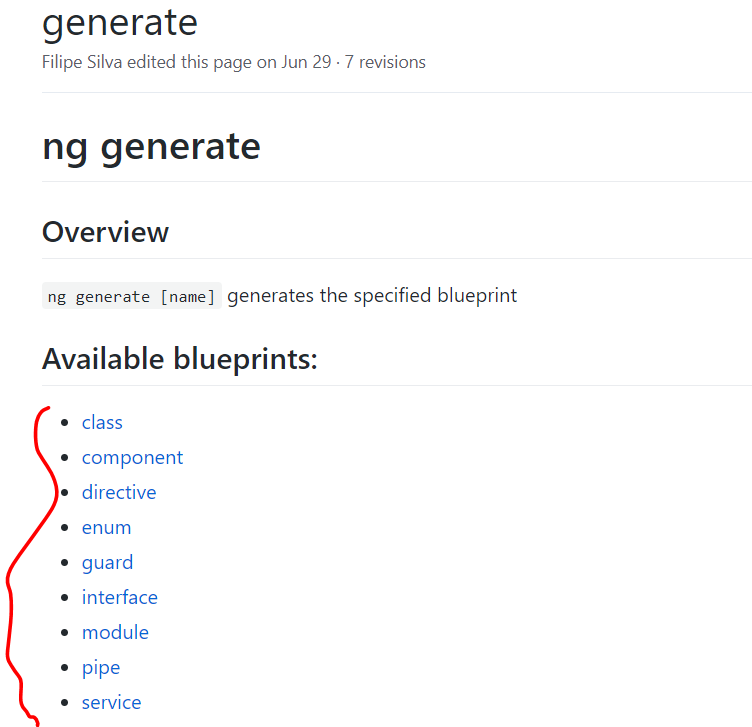 generate
Filipe Silva edited this page on Jun 29 · 7 revisions
ng generate
Overview
ng generate [name] generates the specified blueprint
Available blueprints:
class
component
directive
enum
guard
interface
module
pipe
service